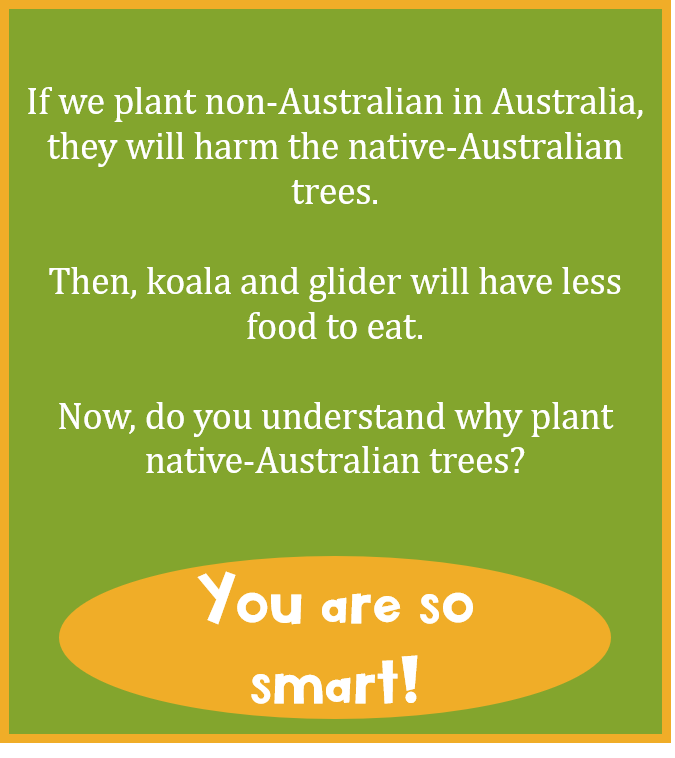 If we plant non-Australian in Australia,
they will harm the native-Australian
trees.
Then, koala and glider will have less
food to eat.
Now, do you understand why plant
native-Australian trees?
You are so
smart!